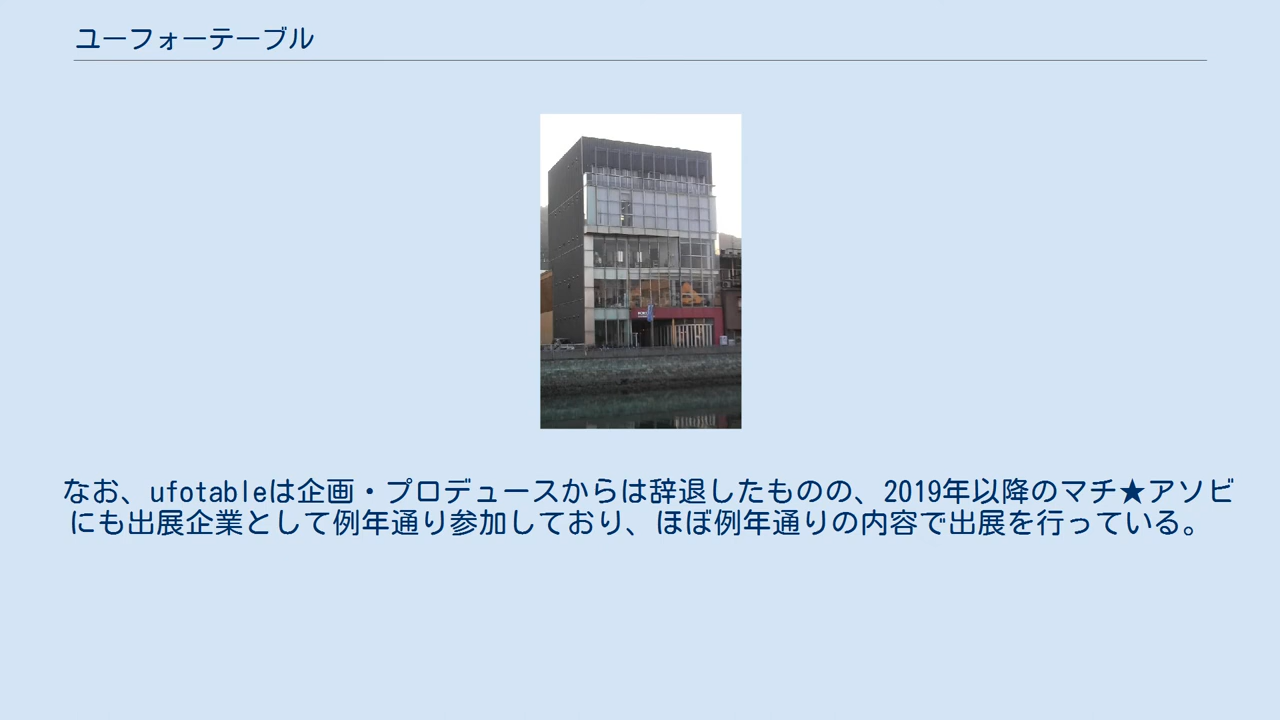 ユーフォーテーブル
なお、ufotableは企画・プロデュースからは辞退したものの、2019年以降のマチ★アソビ
にも出展企業として例年通り参加しており、ほぼ例年通りの内容で出展を行っている。